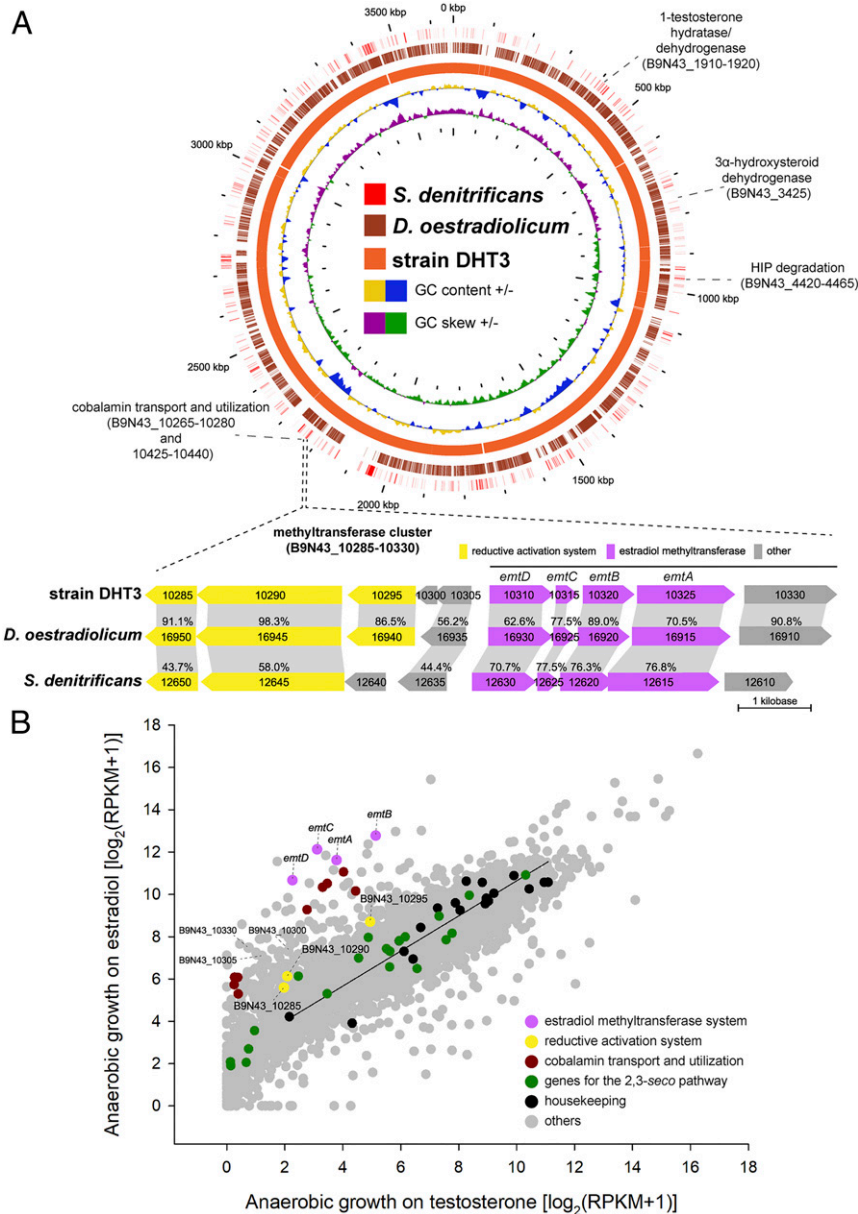 A
0 kbp
3500 kbp
1-testosterone
hydratase/
dehydrogenase
(B9N43_1910-1920)
500 kbp
3000 kbp
3α-hydroxysteroid
dehydrogenase
(B9N43_3425)
S. denitrificans
D. oestradiolicum
strain DHT3
GC content +/-
GC skew +/-
HIP degradation
(B9N43_4420-4465)
1000 kbp
2500 kbp
cobalamin transport and utilization
(B9N43_10265-10280
and
10425-10440)
1500 kbp
2000 kbp
methyltransferase cluster
(B9N43_10285-10330)
reductive activation system
estradiol methyltransferase
other
emtD emtC emtB emtA
strain DHT3 10285 10290 10295 10300 10305 10310 10315 10320 10325 10330
91.1% 98.3% 86.5% 56.2% 62.6% 77.5% 89.0% 70.5% 90.8%
D. oestradiolicum 16950 16945 16940 16935 16930 16925 16920 16915 16910
43.7% 58.0% 44.4% 70.7% 77.5% 76.3% 76.8%
S. denitrificans 12650 12645 12640 12635 12630 12625 12620 12615 12610
1 kilobase
B
Anaerobic growth on estradiol [log2(RPKM+1)]
18
16
14
12
10
8
6
4
2
0
emtB
emtC
emtA
emtD
B9N43_10295
B9N43_10330
B9N43_10300
B9N43_10290
B9N43_10305
B9N43_10285
estradiol methyltransferase system
reductive activation system
cobalamin transport and utilization
genes for the 2,3-seco pathway
housekeeping
others
0 2 4 6 8 10 12 14 16 18
Anaerobic growth on testosterone [log2(RPKM+1)]